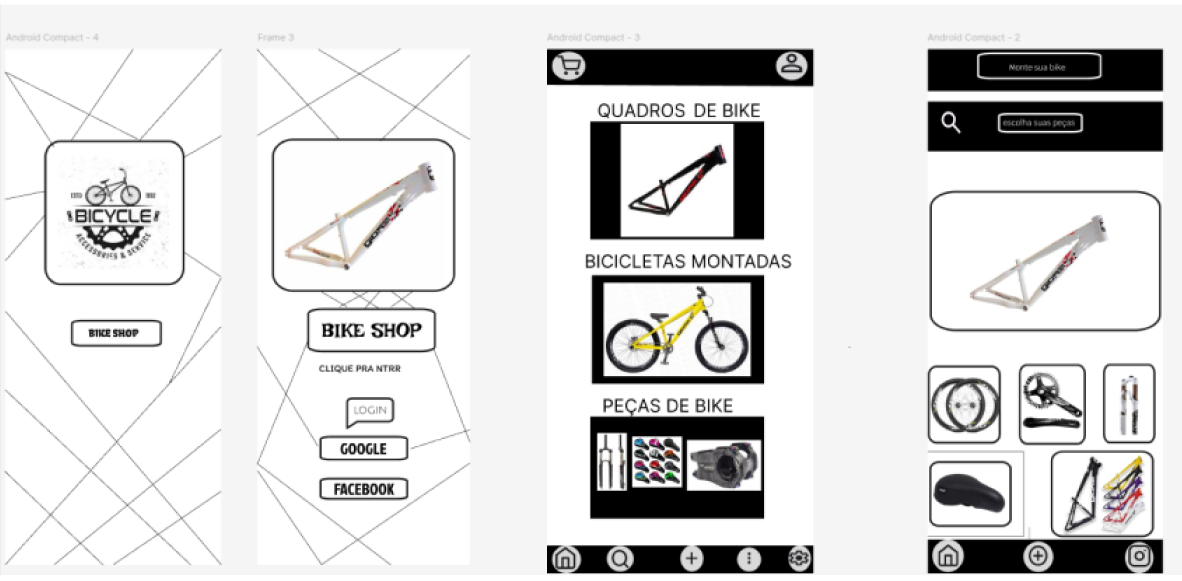 Android Compact - 4
ESTD
BICYCLE
ACCESSORIES & SERVICE
BIKE SHOP
Frame 3
BIKE SHOP
CLIQUE PRA NTRR
LOGIN
GOOGLE
FACEBOOK
Android Compact - 3
QUADROS DE BIKE
BICICLETAS MONTADAS
PEÇAS DE BIKE
Android Compact - 2
Monte sua bike
escolha suas peças